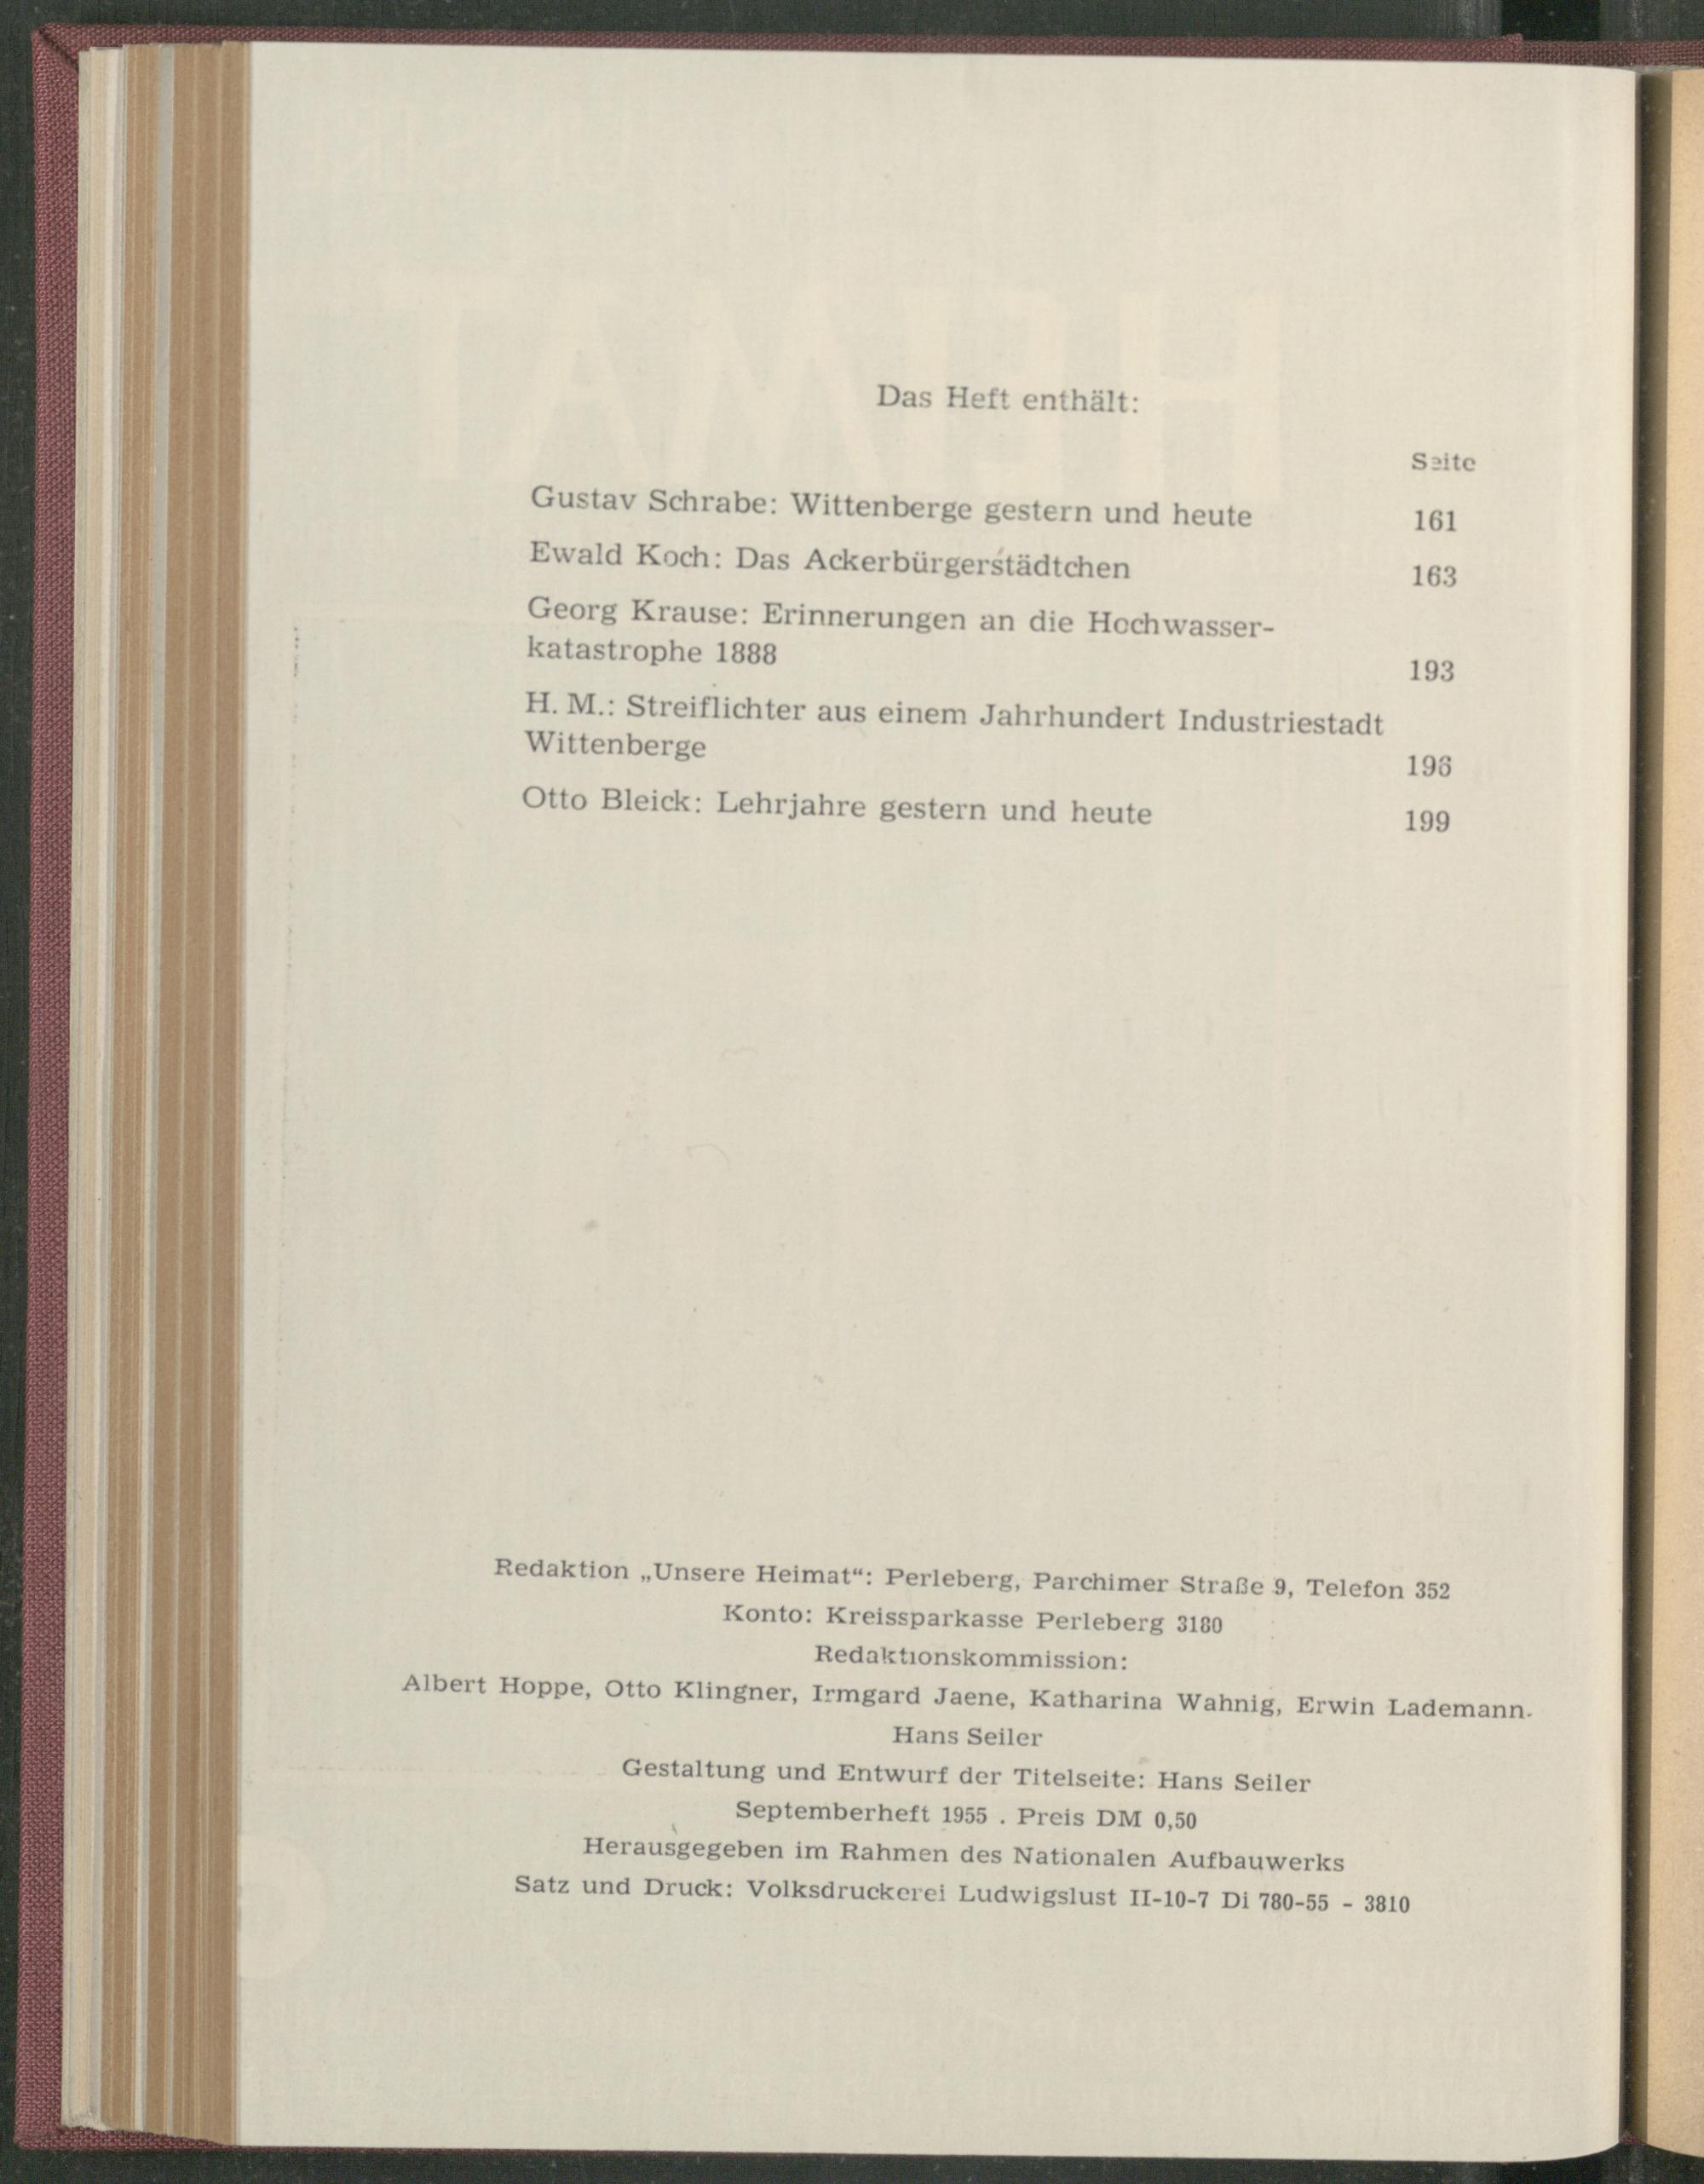 Das Heft enthält:
Seite
Gustav Schrabe: Wittenberge gestern und heute 161
Ewald Koch: Das Ackerbürgerstädtchen 163
Georg Krause: Erinnerungen an die Hochwasser-
katastrophe 1888 193
H. M.: Streiflichter aus einem Jahrhundert Industriestadt
Wittenberge 196
Otto Bleick: Lehrjahre gestern und heute 199
Redaktion „Unsere Heimat“: Perleberg, Parchimer Straße 9, Telefon 352
Konto: Kreissparkasse Perleberg 3180
Redaktionskommission:
Albert Hoppe, Otto Klingner, Irmgard Jaene, Katharina Wahnig, Erwin Lademann.
Hans Seiler
Gestaltung und Entwurf der Titelseite: Hans Seiler
Septemberheft 1955 . Preis DM 0,50
Herausgegeben im Rahmen des Nationalen Aufbauwerks
Satz und Druck: Volksdruckerei Ludwigslust II-10-7 Di 780-55 - 3810